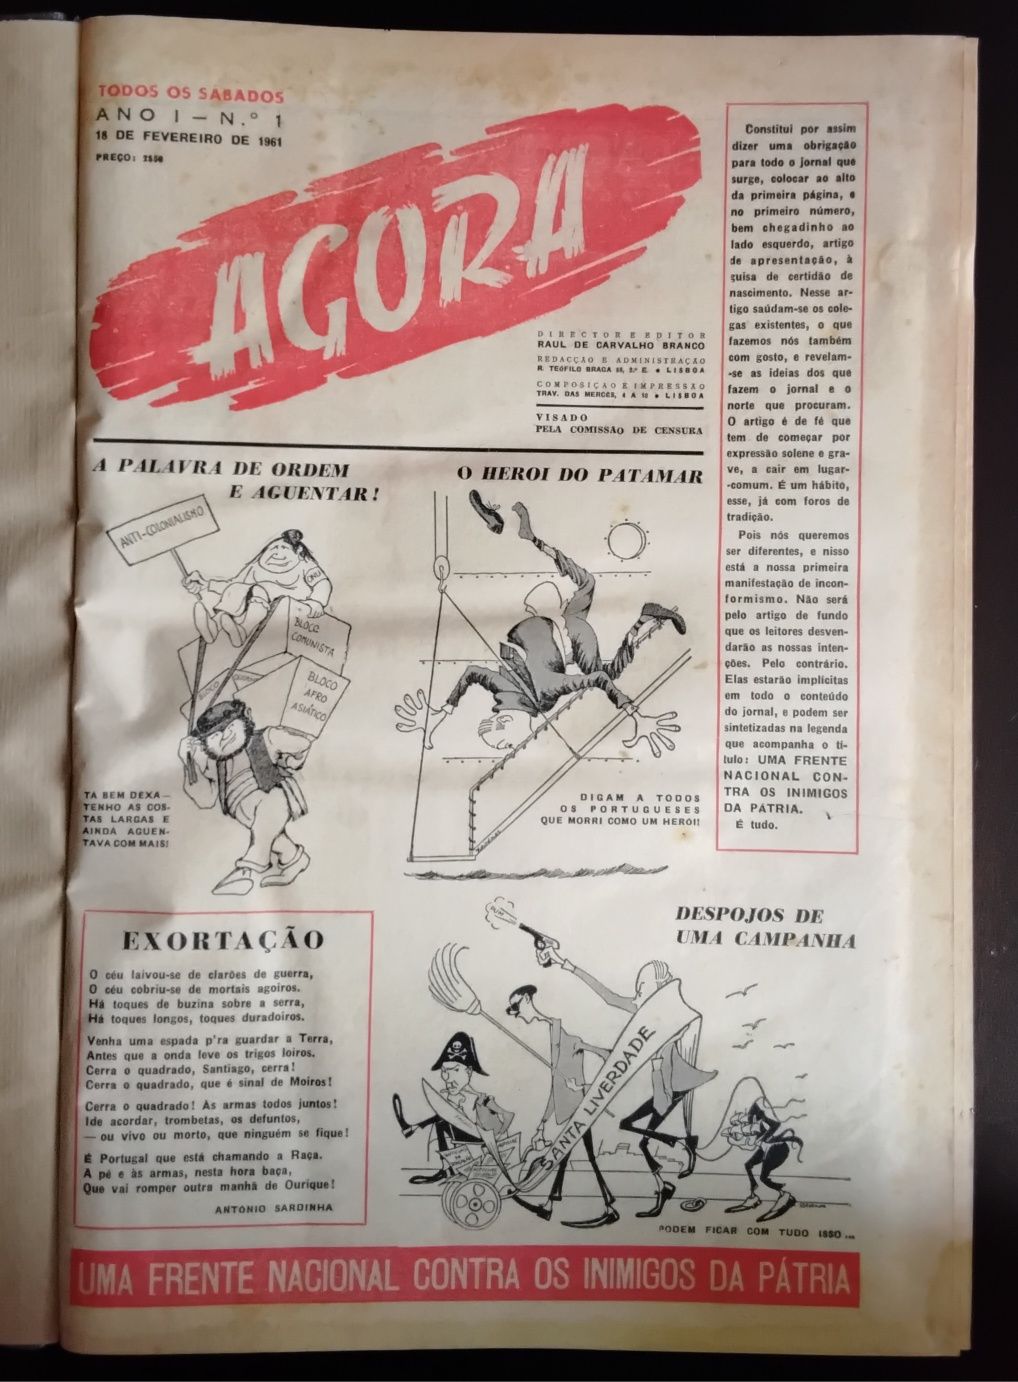 TODOS OS SÁBADOS
ANO I — N.º 1
18 DE FEVEREIRO DE 1961
PREÇO: 2$50
AGORA
DIRECTOR E EDITOR
RAUL DE CARVALHO BRANCO
REDACÇÃO E ADMINISTRAÇÃO
R. TEÓFILO BRAGA E. • LISBOA
COMPOSIÇÃO E IMPRESSÃO
TRAV. DAS MERCÊS, 4 A • LISBOA
VISADO
PELA COMISSÃO DE CENSURA
Constitui por assim
dizer uma obrigação
para todo o jornal que
surge, colocar ao alto
da primeira página, e
no primeiro número,
bem chegadinho ao
lado esquerdo, artigo
de apresentação, à
guisa de certidão de
nascimento. Nesse ar-
tigo saúdam-se os cole-
gas existentes, o que
fazemos nós também
com gosto, e revelam-
-se as ideias dos que
fazem o jornal e o
norte que procuram.
O artigo é de fé que
tem de começar por
expressão solene e gra-
ve, a cair em lugar-
-comum. É um hábito,
esse, já com foros de
tradição.
Pois nós queremos
ser diferentes, e nisso
está a nossa primeira
manifestação de incon-
formismo. Não será
pelo artigo de fundo
que os leitores desven-
darão as nossas inten-
ções. Pelo contrário.
Elas estarão implícitas
em todo o conteúdo
do jornal, e podem ser
sintetizadas na legenda
que acompanha o tí-
tulo: UMA FRENTE
NACIONAL CON-
TRA OS INIMIGOS
DA PÁTRIA.
É tudo.
A PALAVRA DE ORDEM
E AGUENTAR!
ANTI-COLONIALISMO
ONU
BLOCO
COMUNISTA
BLOCO
BLOCO
AFRO
ASIÁTICO
TA BEM DEXA—
TENHO AS COS-
TAS LARGAS E
AINDA AGUEN-
TAVA COM MAIS!
O HEROI DO PATAMAR
DIGAM A TODOS
OS PORTUGUESES
QUE MORRI COMO UM HEROI!
EXORTAÇÃO
O céu laivou-se de clarões de guerra,
O céu cobriu-se de mortais agoiros.
Há toques de buzina sobre a serra,
Há toques longos, toques duradoiros.
Venha uma espada p'ra guardar a Terra,
Antes que a onda leve os trigos loiros.
Cerra o quadrado, Santiago, cerra!
Cerra o quadrado, que é sinal de Moiros!
Cerra o quadrado! Às armas todos juntos!
Ide acordar, trombetas, os defuntos,
— ou vivo ou morto, que ninguém se fique!
É Portugal que está chamando a Raça.
A pé e às armas, nesta hora baça,
Que vai romper outra manhã de Ourique!
ANTÓNIO SARDINHA
DESPOJOS DE
UMA CAMPANHA
PUM
SANTA LIVERDADE
PODEM FICAR COM TUDO ISSO...
UMA FRENTE NACIONAL CONTRA OS INIMIGOS DA PÁTRIA